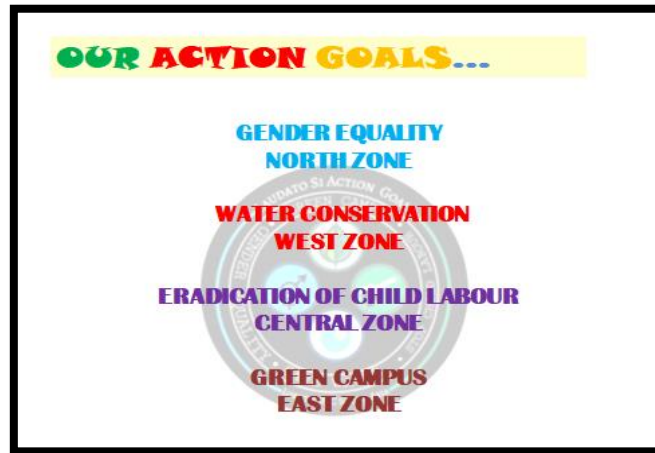 OUR ACTION GOALS...
GENDER EQUALITY
NORTH ZONE
WATER CONSERVATION
WEST ZONE
ERADICATION OF CHILD LABOUR
CENTRAL ZONE
GREEN CAMPUS
EAST ZONE